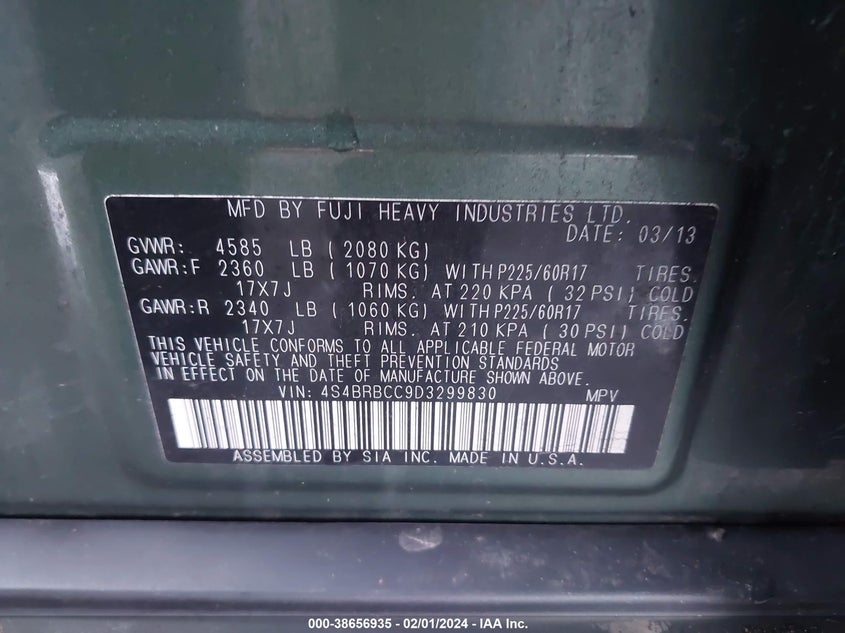 MFD BY FUJI HEAVY INDUSTRIES LTD.
DATE: 03/13
GVWR: 4585 LB ( 2080 KG)
GAWR:F 2360 LB ( 1070 KG) WITH P225/60R17 TIRES.
17X7J RIMS. AT 220 KPA ( 32 PSI) COLD
GAWR:R 2340 LB ( 1060 KG) WITH P225/60R17 TIRES.
17X7J RIMS. AT 210 KPA ( 30 PSI) COLD
THIS VEHICLE CONFORMS TO ALL APPLICABLE FEDERAL MOTOR
VEHICLE SAFETY AND THEFT PREVENTION STANDARDS
IN EFFECT ON THE DATE OF MANUFACTURE SHOWN ABOVE.
VIN: 4S4BRBCC9D3299830 MPV
ASSEMBLED BY SIA INC. MADE IN U.S.A.
000-38656935 - 02/01/2024 - IAA Inc.